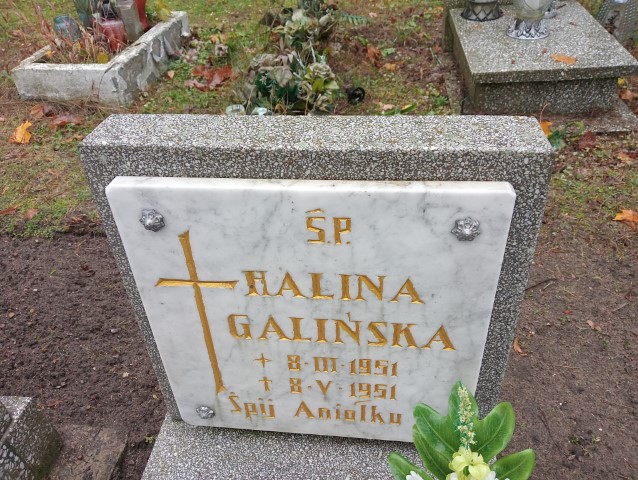 Ś.P.
HALINA
GALIŃSKA
+ 8·III·1951
+ 8·V·1951
Śpij Aniołku